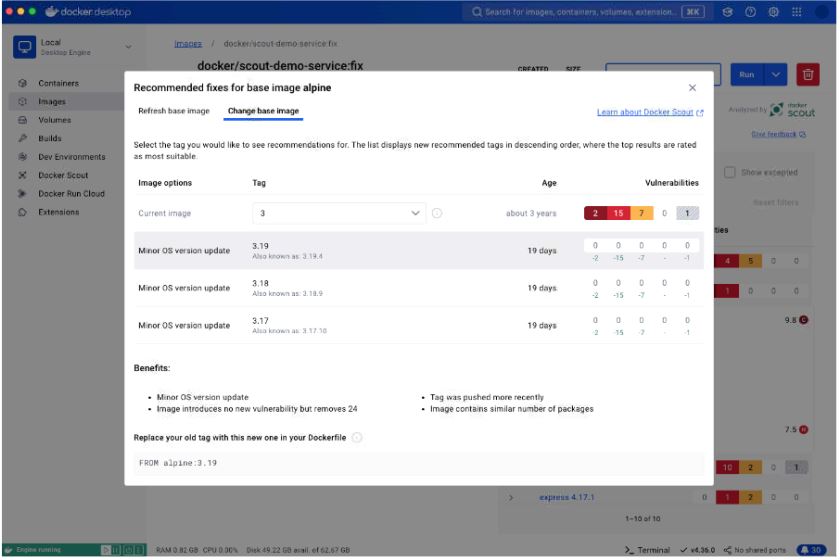 docker desktop
Search for images, containers, volumes, extension... ⌘K
Local
Docker Engine
Images / docker/scout-demo-service:fix
docker/scout-demo-service:fix
CREATED SIZE
Run
Containers
Images
Volumes
Builds
Dev Environments
Docker Scout
Docker Run Cloud
Extensions
Analyzed by docker scout
Give feedback
Show excepted
Reset filters
Recommended fixes for base image alpine
Refresh base image Change base image
Learn about Docker Scout
Select the tag you would like to see recommendations for. The list displays new recommended tags in descending order, where the top results are rated
as most suitable.
Image options Tag Age Vulnerabilities
Current image 3 about 3 years 2 15 7 0 1
Minor OS version update 3.19 19 days 0 0 0 0 0
Also known as: 3.19.4 -2 -15 -7 - -1
Minor OS version update 3.18 19 days 0 0 0 0 0
Also known as: 3.18.9 -2 -15 -7 - -1
Minor OS version update 3.17 19 days 0 0 0 0 0
Also known as: 3.17.10 -2 -15 -7 - -1
Benefits:
• Minor OS version update
• Image introduces no new vulnerability but removes 24
• Tag was pushed more recently
• Image contains similar number of packages
Replace your old tag with this new one in your Dockerfile
FROM alpine:3.19
ties
4 5 0 0
1 0 0 0
9.8 C
7.5 H
10 2 0 1
express 4.17.1 0 1 2 0 0
1–10 of 10
Engine running RAM 0.82 GB CPU 0.00% Disk 49.22 GB avail. of 62.67 GB Terminal v4.36.0 No shared ports 30